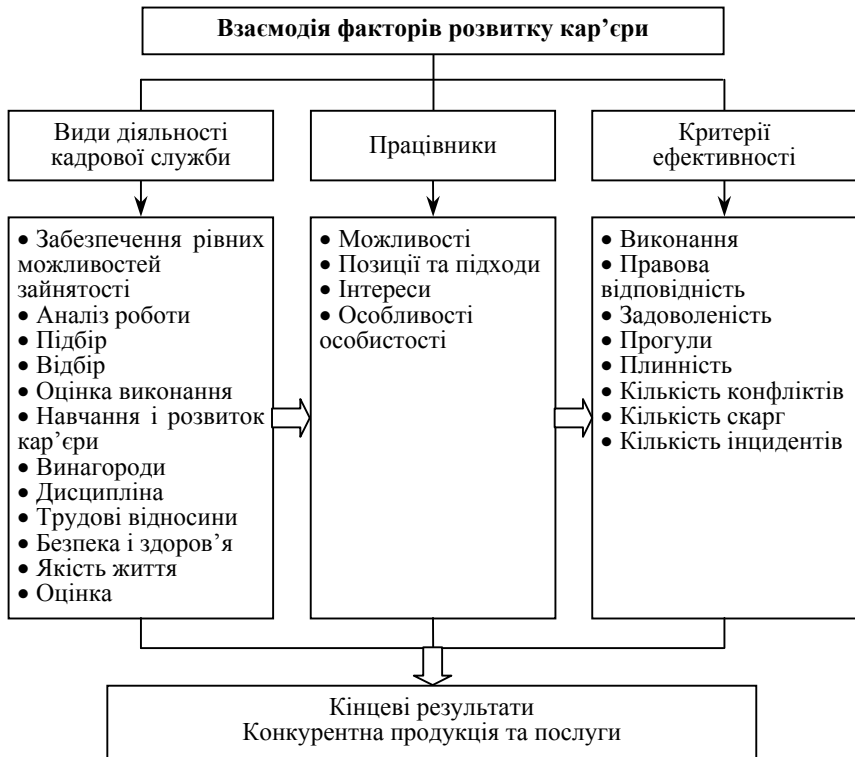 Взаємодія факторів розвитку кар’єри
Види діяльності
кадрової служби
Працівники
Критерії
ефективності
• Забезпечення рівних
можливостей
зайнятості
• Аналіз роботи
• Підбір
• Відбір
• Оцінка виконання
• Навчання і розвиток
кар’єри
• Винагороди
• Дисципліна
• Трудові відносини
• Безпека і здоров’я
• Якість життя
• Оцінка
• Можливості
• Позиції та підходи
• Інтереси
• Особливості
особистості
• Виконання
• Правова
відповідність
• Задоволеність
• Прогули
• Плинність
• Кількість конфліктів
• Кількість скарг
• Кількість інцидентів
Кінцеві результати
Конкурентна продукція та послуги